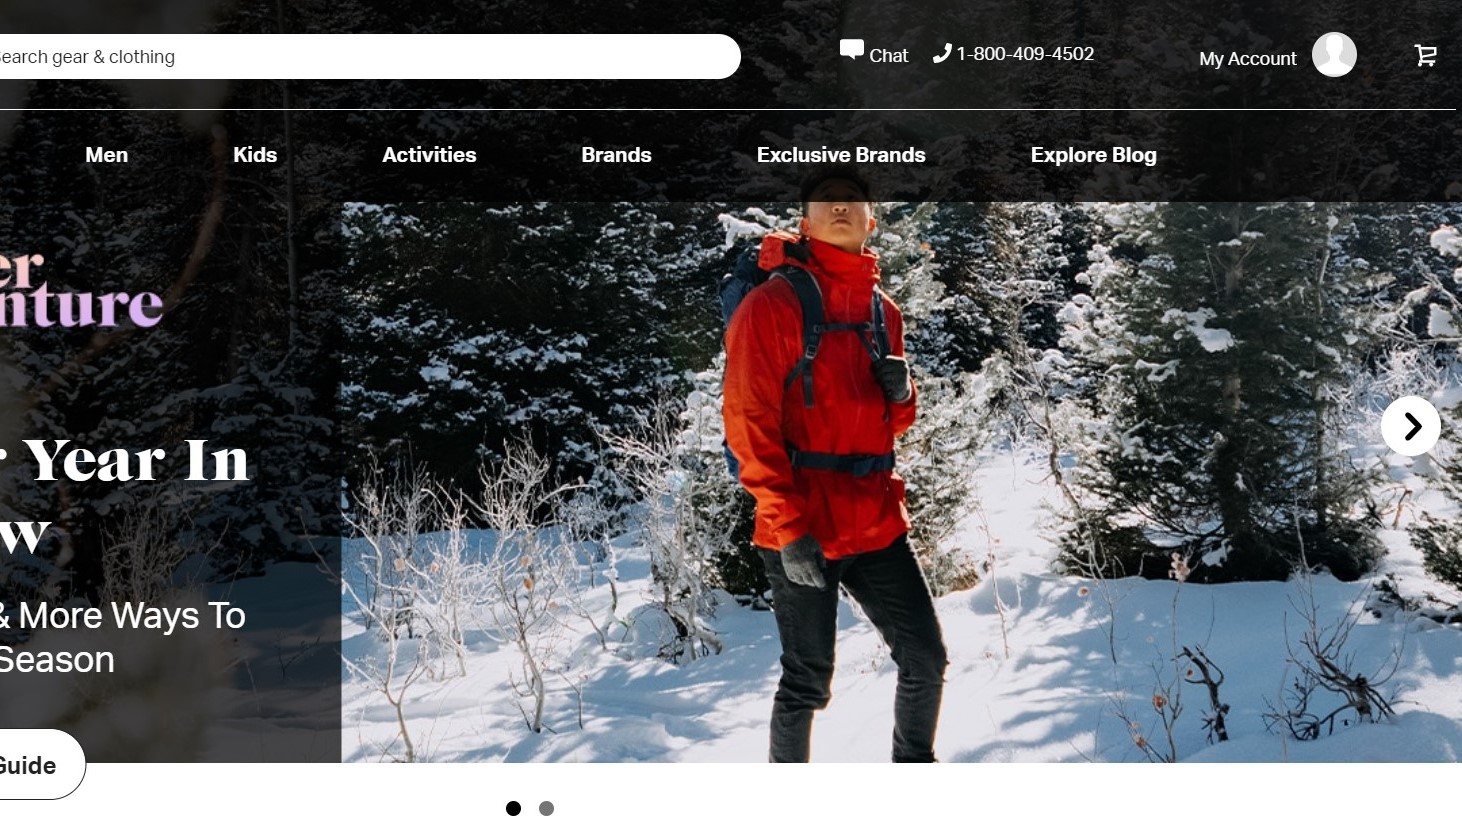 earch gear & clothing
Chat
1-800-409-4502
My Account
Men Kids Activities Brands Exclusive Brands Explore Blog
er
nture
Year In
w
& More Ways To
Season
Guide